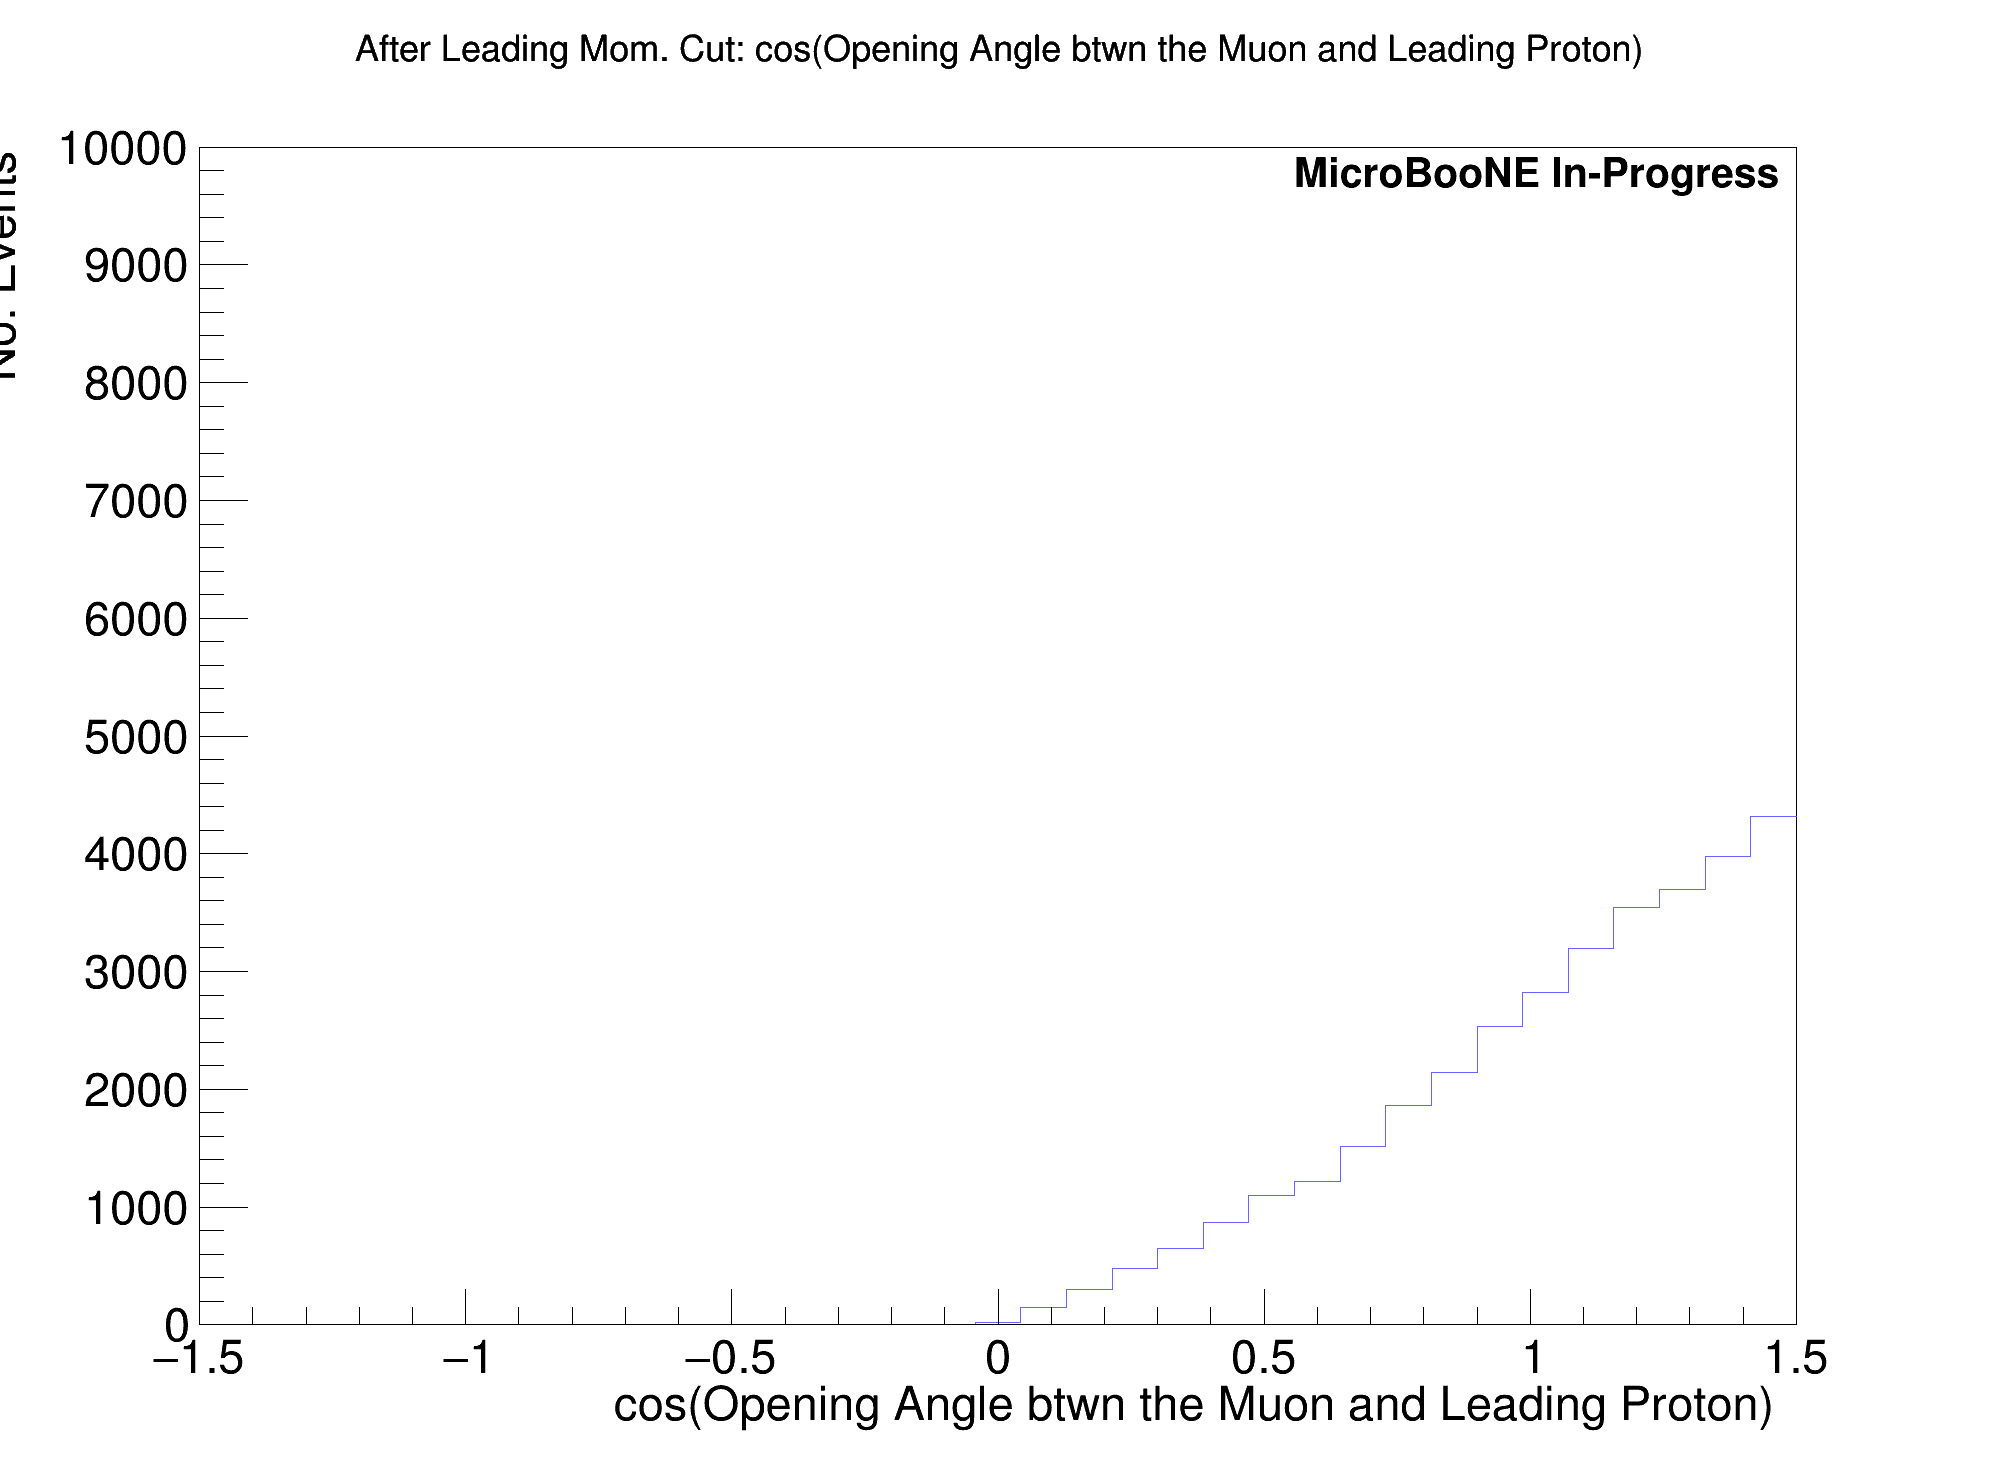 After Leading Mom. Cut: cos(Opening Angle btwn the Muon and Leading Proton)
MicroBooNE In-Progress
No. Events
10000
9000
8000
7000
6000
5000
4000
3000
2000
1000
0
−1.5 −1 −0.5 0 0.5 1 1.5
cos(Opening Angle btwn the Muon and Leading Proton)